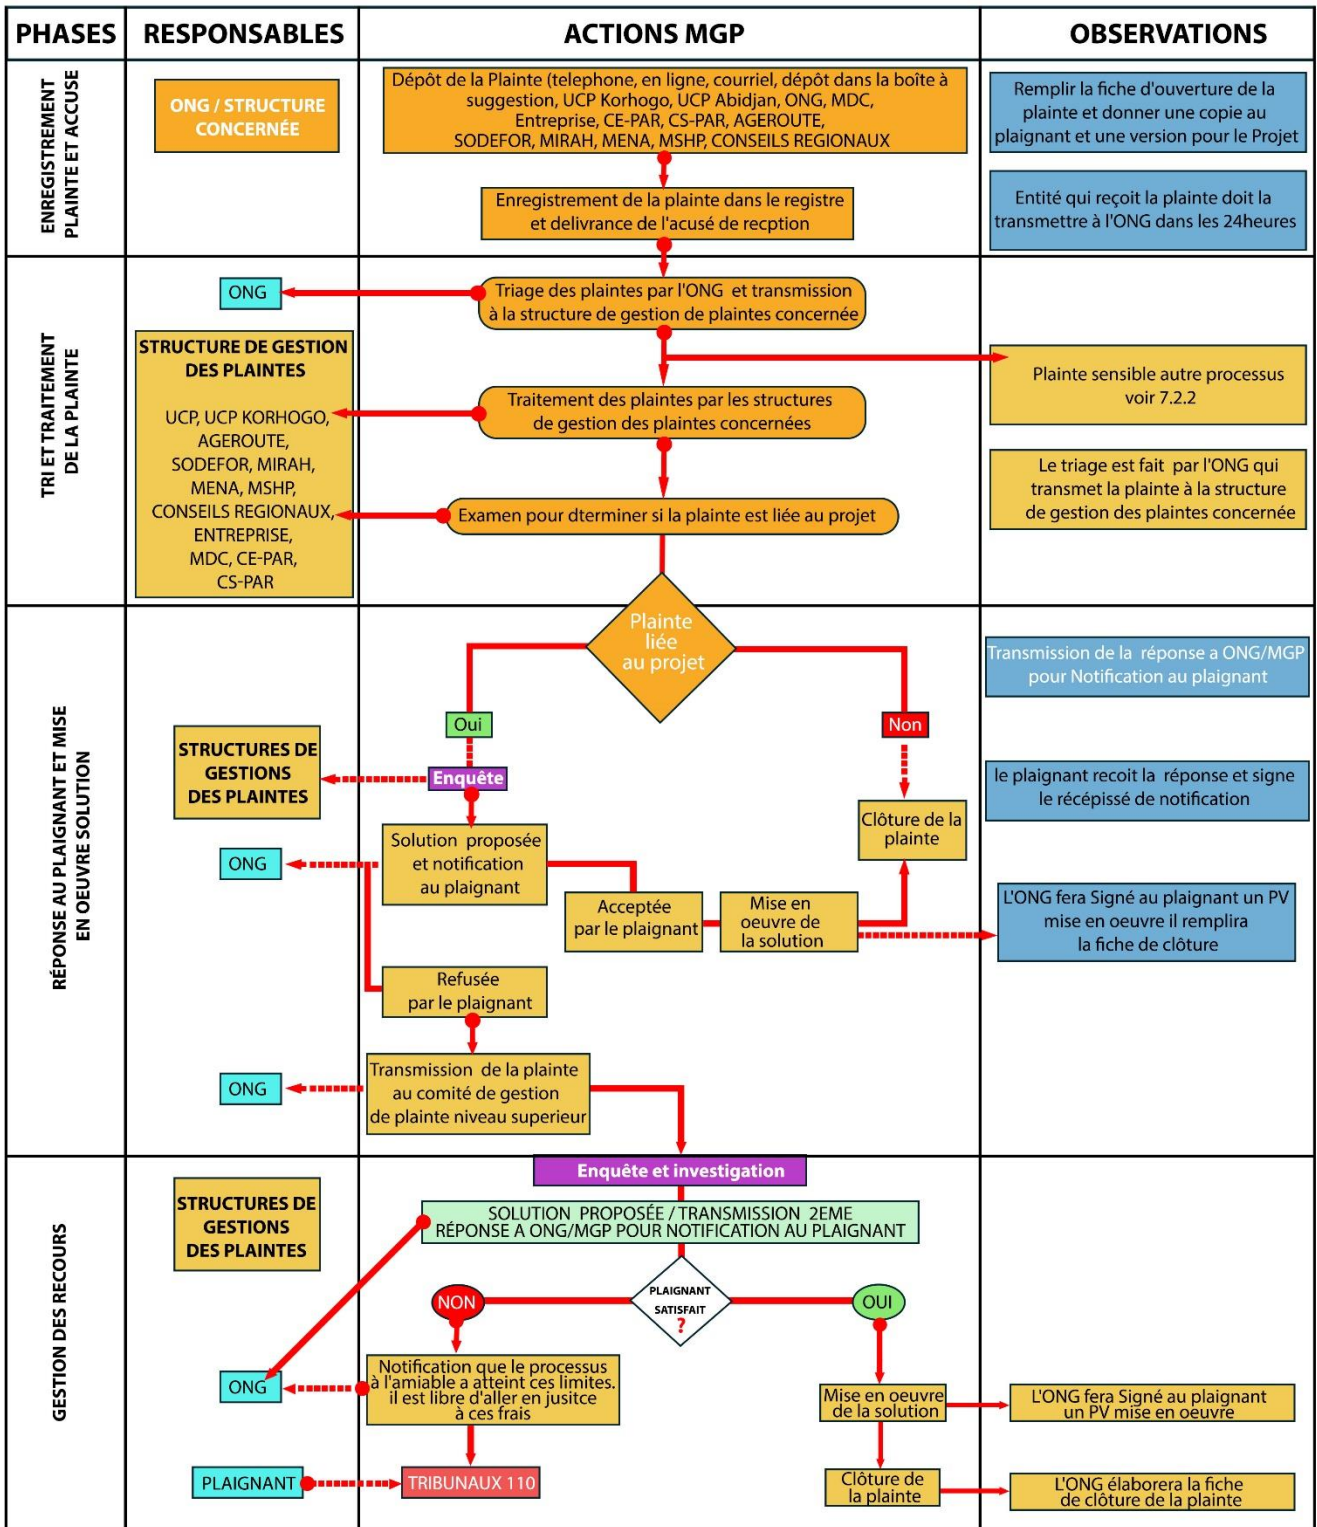 PHASES
RESPONSABLES
ACTIONS MGP
OBSERVATIONS
ENREGISTREMENT
PLAINTE ET ACCUSE
ONG / STRUCTURE
CONCERNÉE
Dépôt de la Plainte (telephone, en ligne, courriel, dépôt dans la boîte à
suggestion, UCP Korhogo, UCP Abidjan, ONG, MDC,
Entreprise, CE-PAR, CS-PAR, AGEROUTE,
SODEFOR, MIRAH, MENA, MSHP, CONSEILS REGIONAUX
Remplir la fiche d'ouverture de la
plainte et donner une copie au
plaignant et une version pour le Projet
Enregistrement de la plainte dans le registre
et delivrance de l'acusé de recption
Entité qui reçoit la plainte doit la
transmettre à l'ONG dans les 24heures
TRI ET TRAITEMENT
DE LA PLAINTE
ONG
Triage des plaintes par l'ONG et transmission
à la structure de gestion de plaintes concernée
STRUCTURE DE GESTION
DES PLAINTES
UCP, UCP KORHOGO,
AGEROUTE,
SODEFOR, MIRAH,
MENA, MSHP,
CONSEILS REGIONAUX,
ENTREPRISE,
MDC, CE-PAR,
CS-PAR
Plainte sensible autre processus
voir 7.2.2
Traitement des plaintes par les structures
de gestion des plaintes concernées
Le triage est fait par l'ONG qui
transmet la plainte à la structure
de gestion des plaintes concernée
Examen pour dterminer si la plainte est liée au projet
RÉPONSE AU PLAIGNANT ET MISE
EN OEUVRE SOLUTION
Plainte
liée
au projet
Transmission de la réponse a ONG/MGP
pour Notification au plaignant
Oui
Non
STRUCTURES DE
GESTIONS
DES PLAINTES
Enquête
le plaignant recoit la réponse et signe
le récépissé de notification
Clôture de la
plainte
ONG
Solution proposée
et notification
au plaignant
Acceptée
par le plaignant
Mise en
oeuvre de
la solution
L'ONG fera Signé au plaignant un PV
mise en oeuvre il remplira
la fiche de clôture
Refusée
par le plaignant
ONG
Transmission de la plainte
au comité de gestion
de plainte niveau superieur
GESTION DES RECOURS
Enquête et investigation
STRUCTURES DE
GESTIONS
DES PLAINTES
SOLUTION PROPOSÉE / TRANSMISSION 2EME
RÉPONSE A ONG/MGP POUR NOTIFICATION AU PLAIGNANT
PLAIGNANT
SATISFAIT
?
NON
OUI
ONG
Notification que le processus
à l'amiable a atteint ces limites.
il est libre d'aller en jusitce
à ces frais
Mise en oeuvre
de la solution
L'ONG fera Signé au plaignant
un PV mise en oeuvre
PLAIGNANT
TRIBUNAUX 110
Clôture de
la plainte
L'ONG élaborera la fiche
de clôture de la plainte